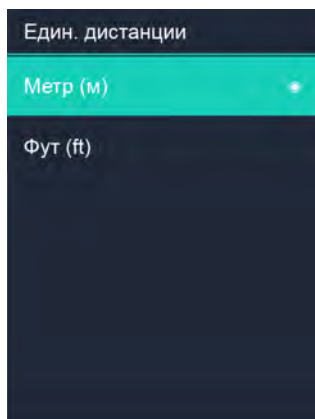 Един. дистанции
Метр (м)
Фут (ft)